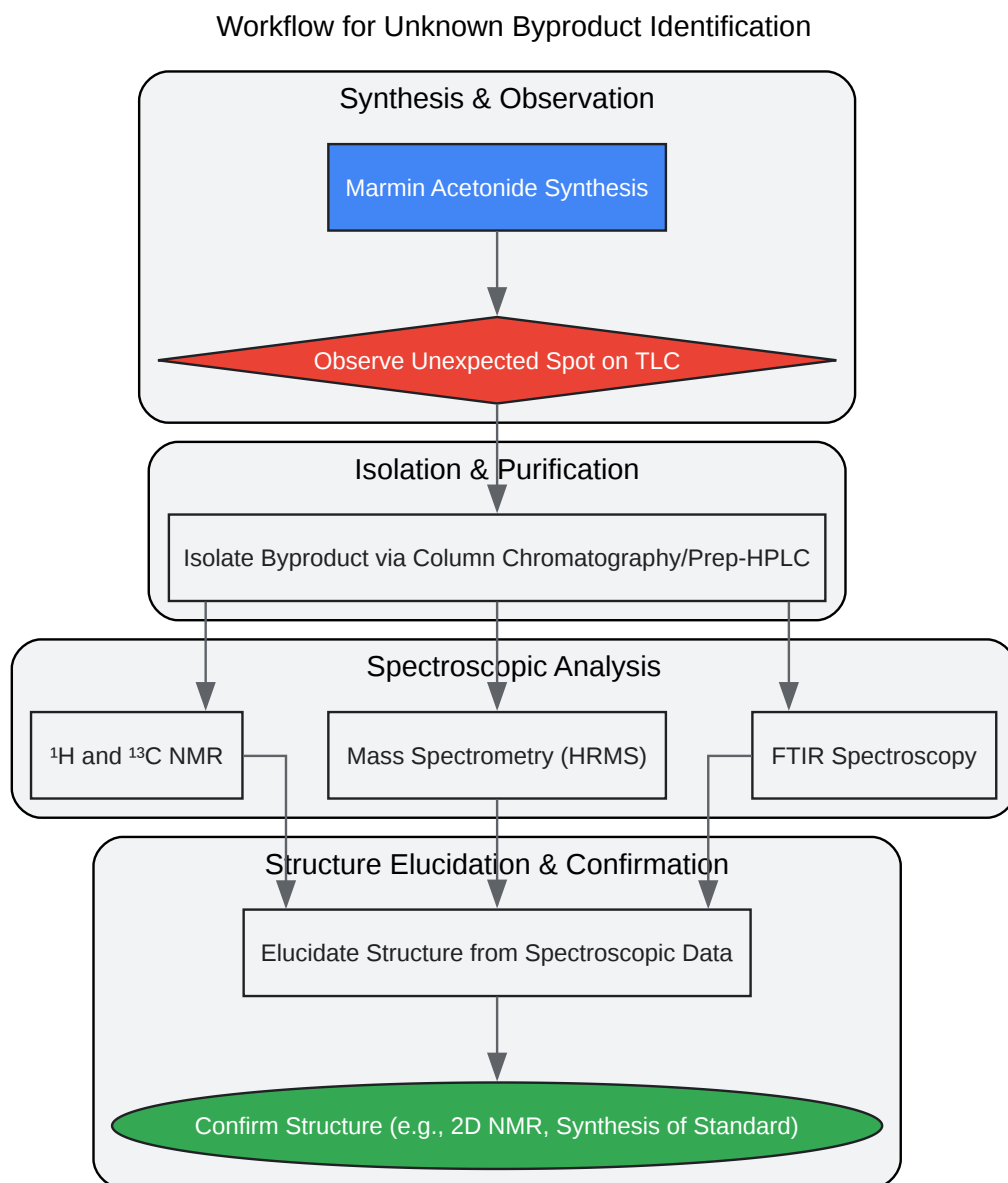 Workflow for Unknown Byproduct Identification
Synthesis & Observation
Marmin Acetonide Synthesis
Observe Unexpected Spot on TLC
Isolation & Purification
Isolate Byproduct via Column Chromatography/Prep-HPLC
Spectroscopic Analysis
¹H and ¹³C NMR
Mass Spectrometry (HRMS)
FTIR Spectroscopy
Structure Elucidation & Confirmation
Elucidate Structure from Spectroscopic Data
Confirm Structure (e.g., 2D NMR, Synthesis of Standard)